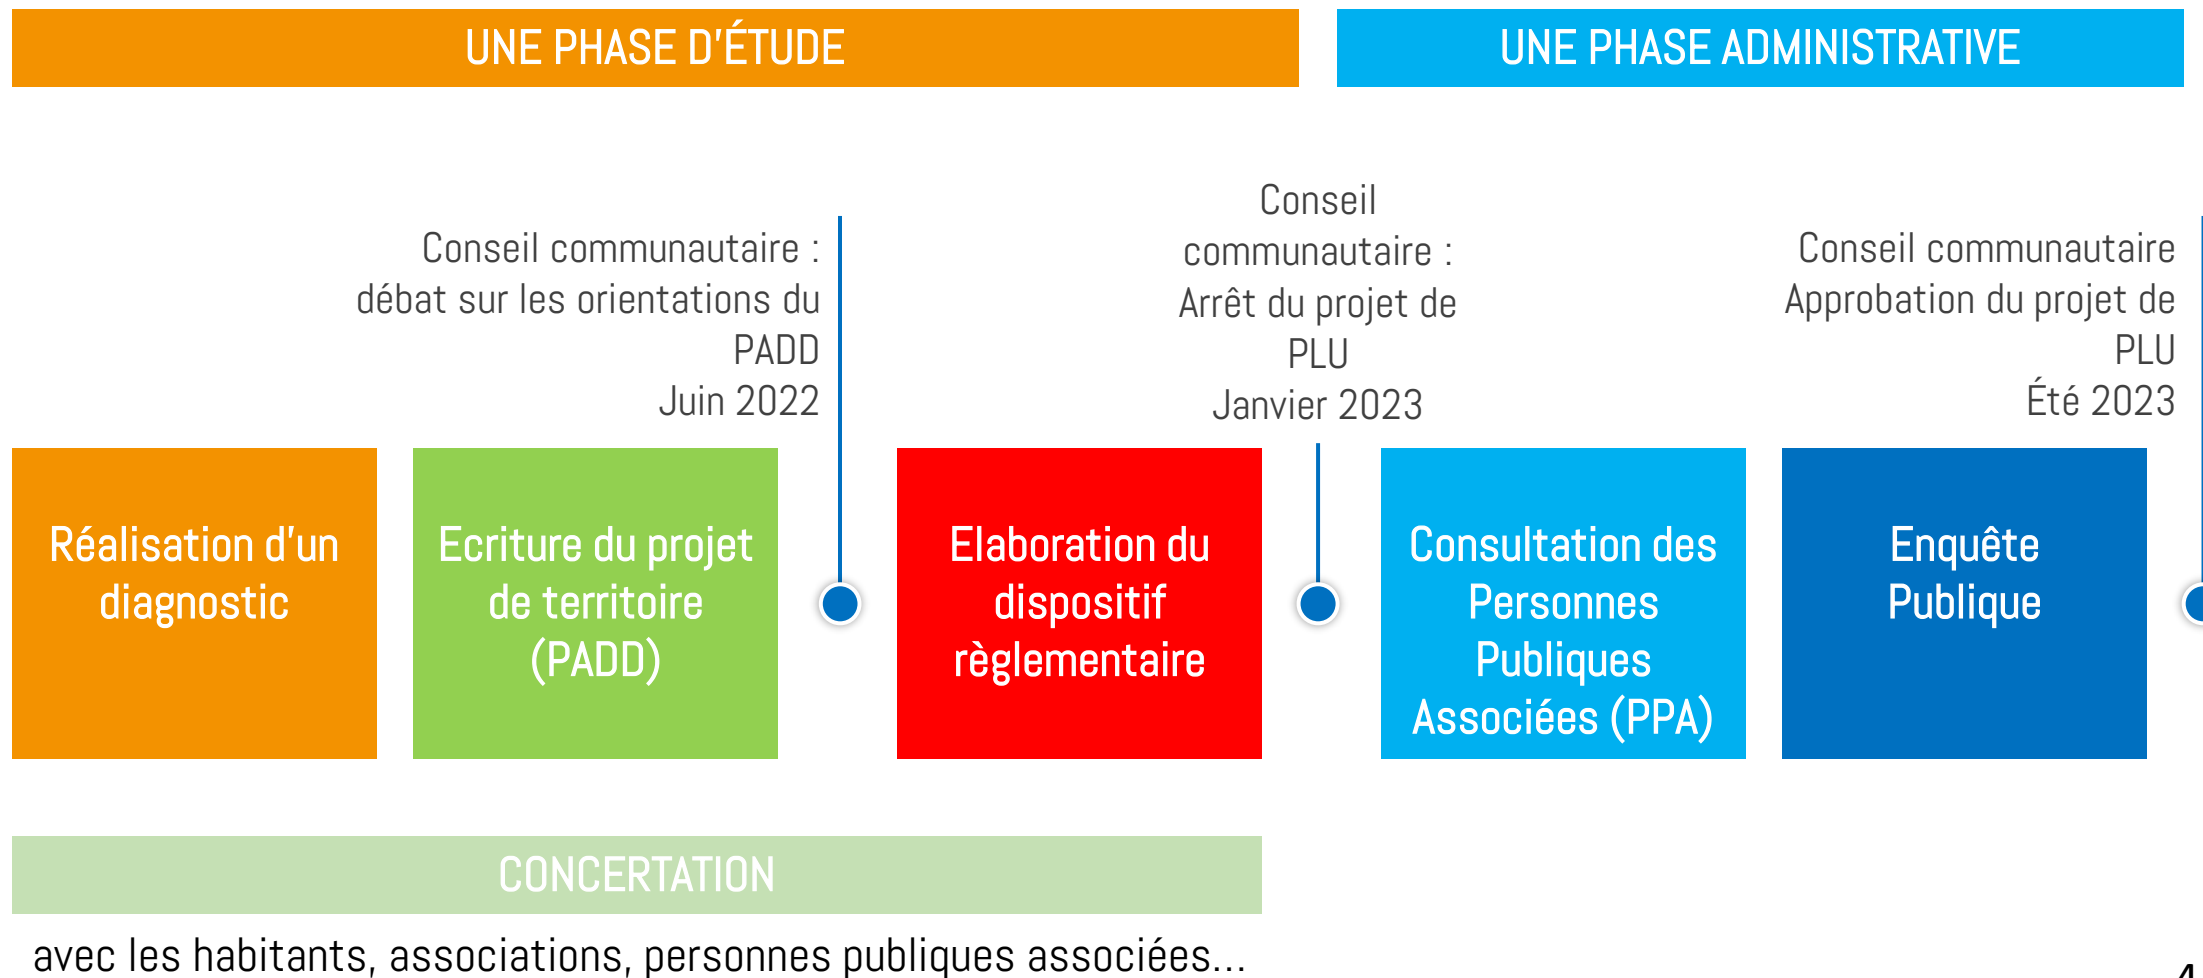 UNE PHASE D'ÉTUDE
UNE PHASE ADMINISTRATIVE
Conseil communautaire :
débat sur les orientations du
PADD
Juin 2022
Conseil
communautaire :
Arrêt du projet de
PLU
Janvier 2023
Conseil communautaire
Approbation du projet de
PLU
Été 2023
Réalisation d'un
diagnostic
Ecriture du projet
de territoire
(PADD)
Elaboration du
dispositif
règlementaire
Consultation des
Personnes
Publiques
Associées (PPA)
Enquête
Publique
CONCERTATION
avec les habitants, associations, personnes publiques associées...
4